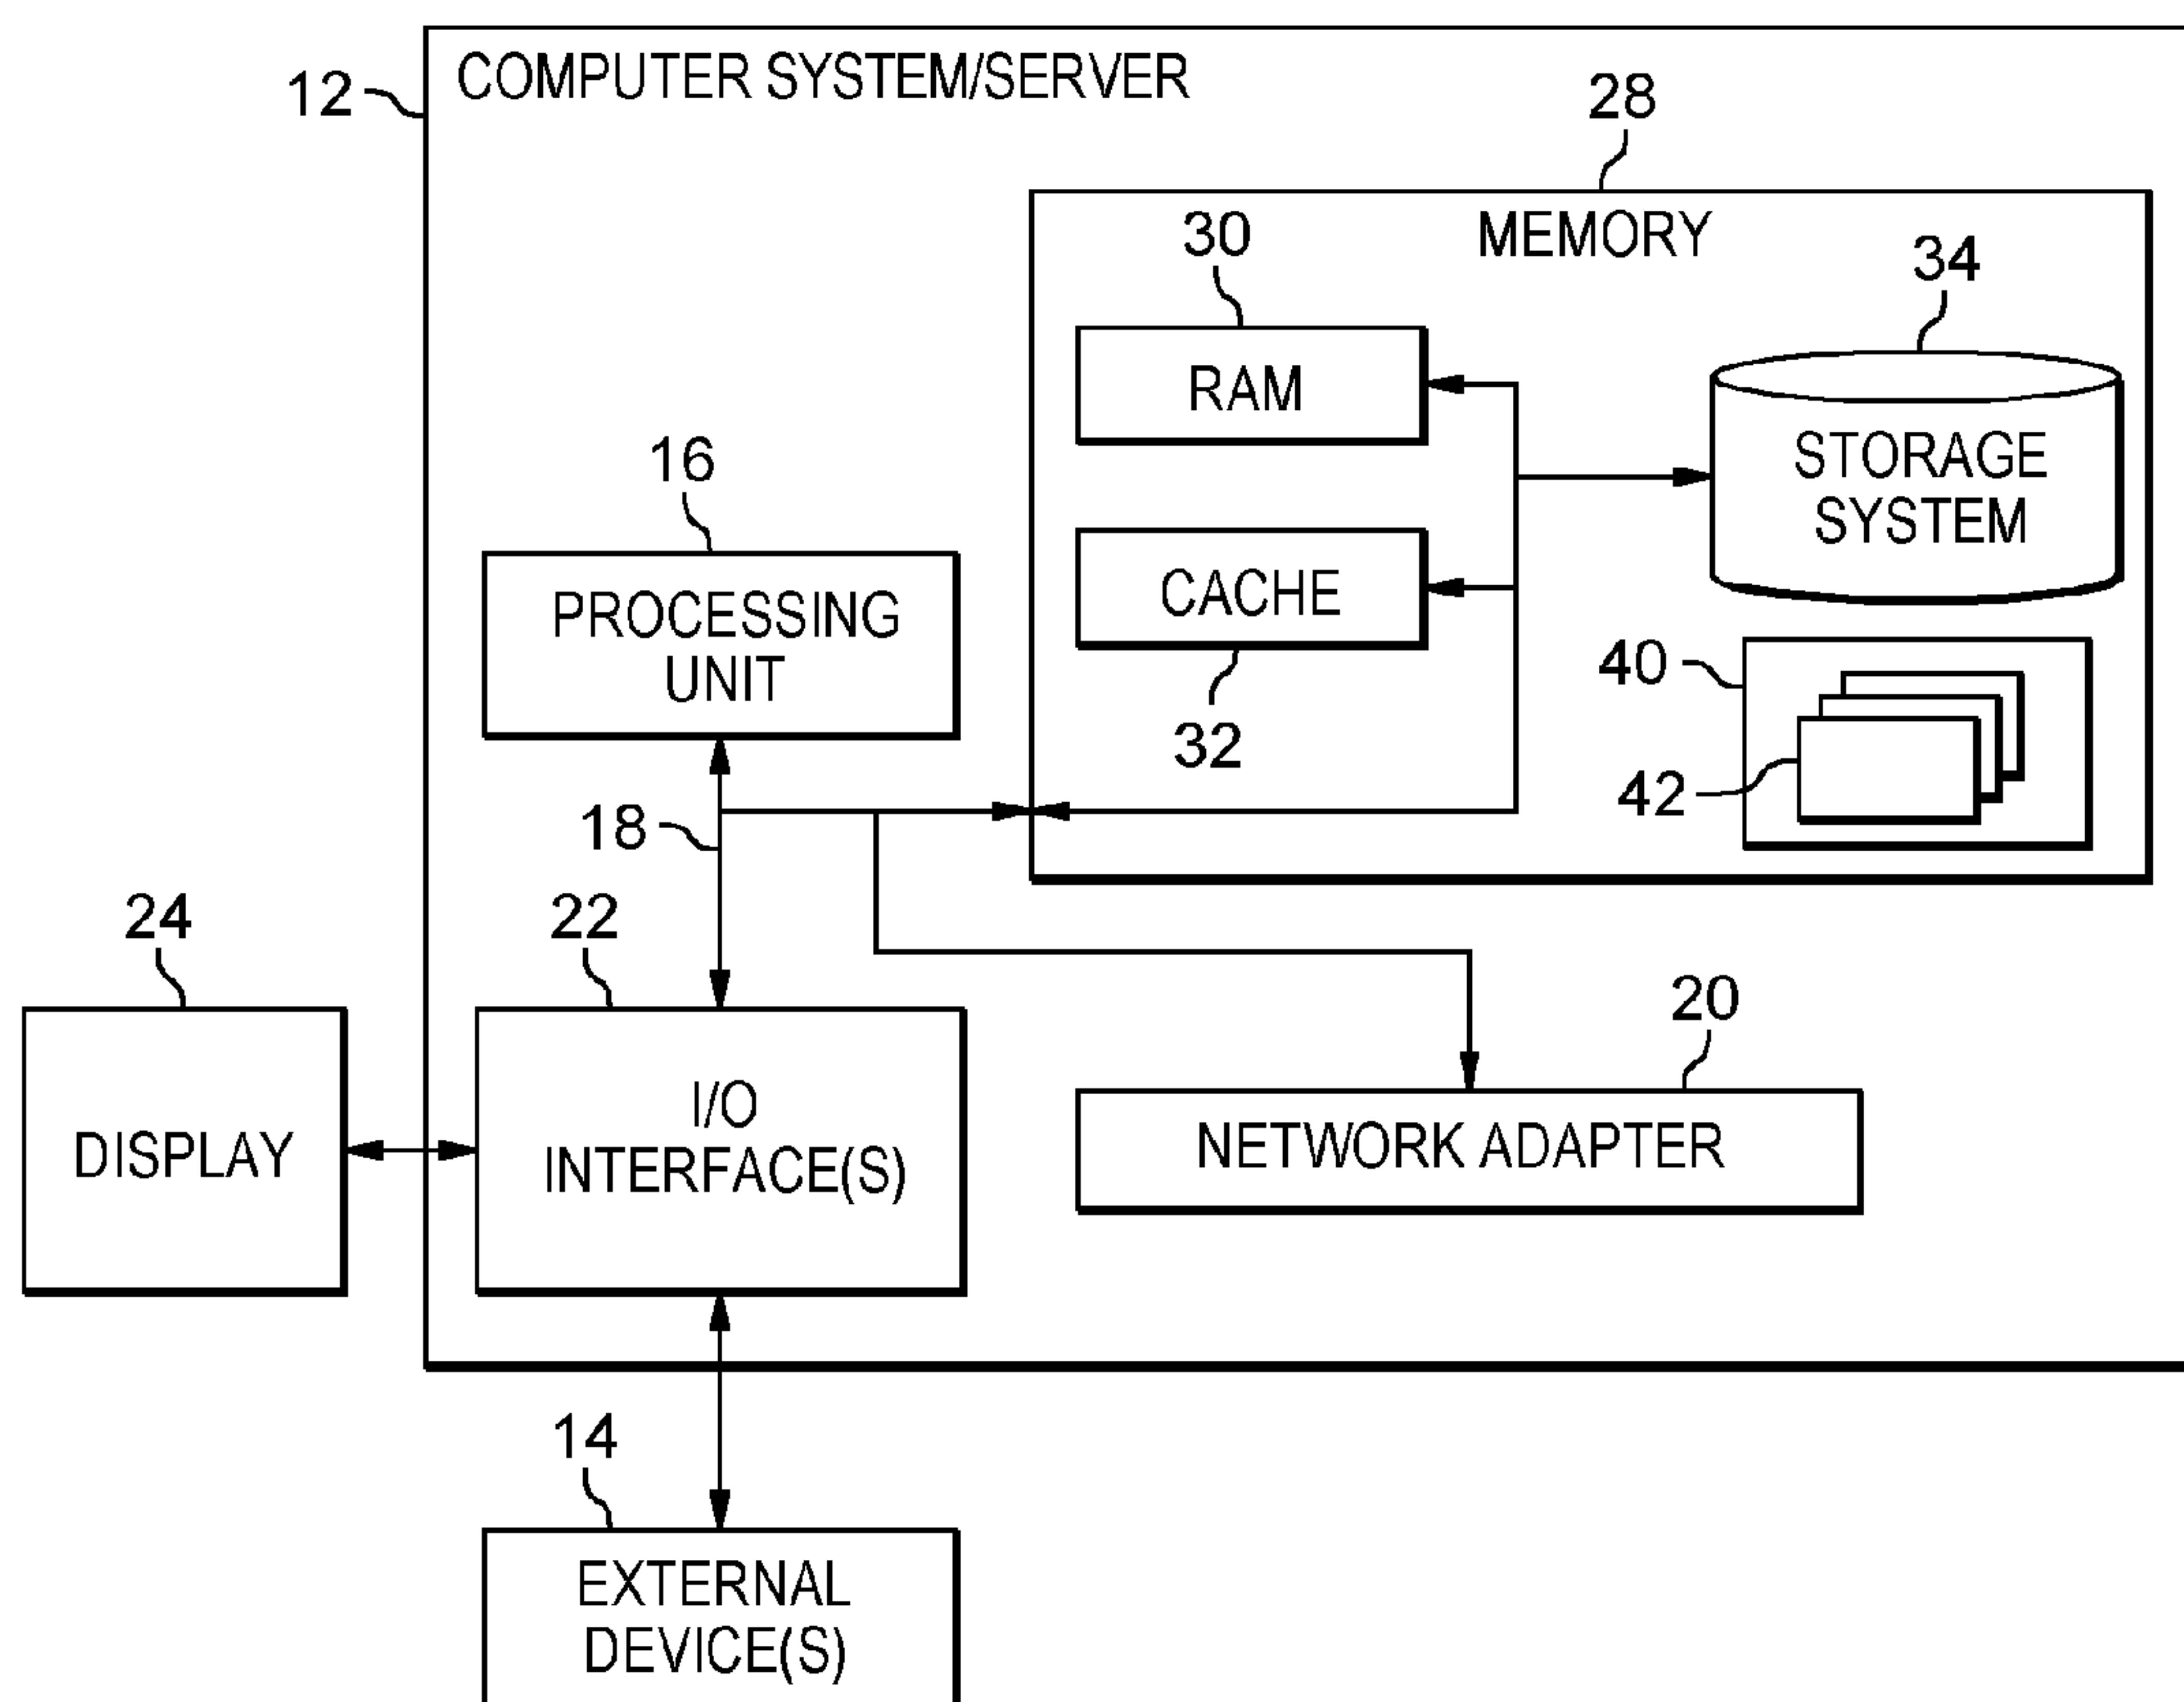 12
COMPUTER SYSTEM/SERVER
28
MEMORY
30
34
RAM
STORAGE
SYSTEM
16
PROCESSING
UNIT
CACHE
32
40
42
18
24
22
20
DISPLAY
I/O
INTERFACE(S)
NETWORK ADAPTER
14
EXTERNAL
DEVICE(S)